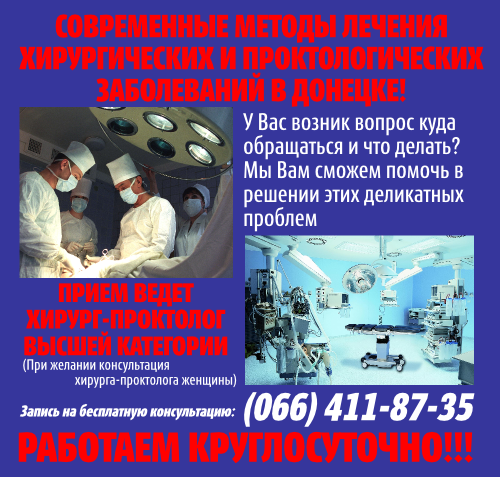 СОВРЕМЕННЫЕ МЕТОДЫ ЛЕЧЕНИЯ
ХИРУРГИЧЕСКИХ И ПРОКТОЛОГИЧЕСКИХ
ЗАБОЛЕВАНИЙ В ДОНЕЦКЕ!
У Вас возник вопрос куда
обращаться и что делать?
Мы Вам сможем помочь в
решении этих деликатных
проблем
ПРИЕМ ВЕДЕТ
ХИРУРГ-ПРОКТОЛОГ
ВЫСШЕЙ КАТЕГОРИИ
(При желании консультация
хирурга-проктолога женщины)
Запись на бесплатную консультацию: (066) 411-87-35
РАБОТАЕМ КРУГЛОСУТОЧНО!!!